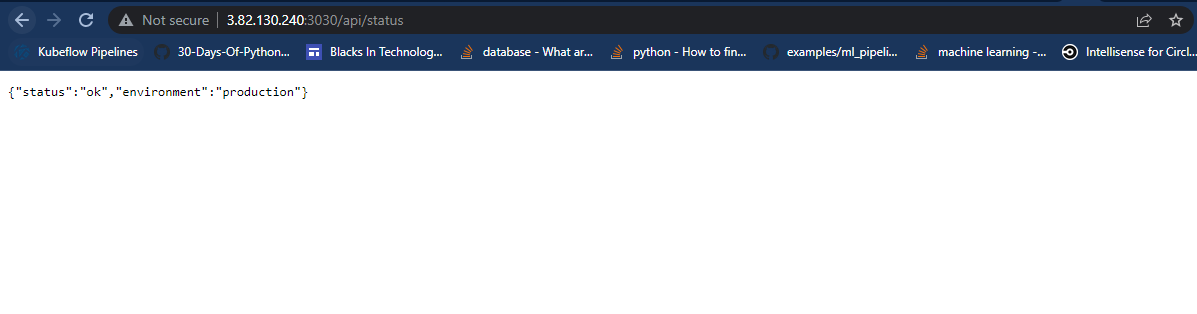 Not secure | 3.82.130.240:3030/api/status
Kubeflow Pipelines 30-Days-Of-Python... Blacks In Technolog... database - What ar... python - How to fin... examples/ml_pipeli... machine learning -... Intellisense for Circl...
{"status":"ok","environment":"production"}